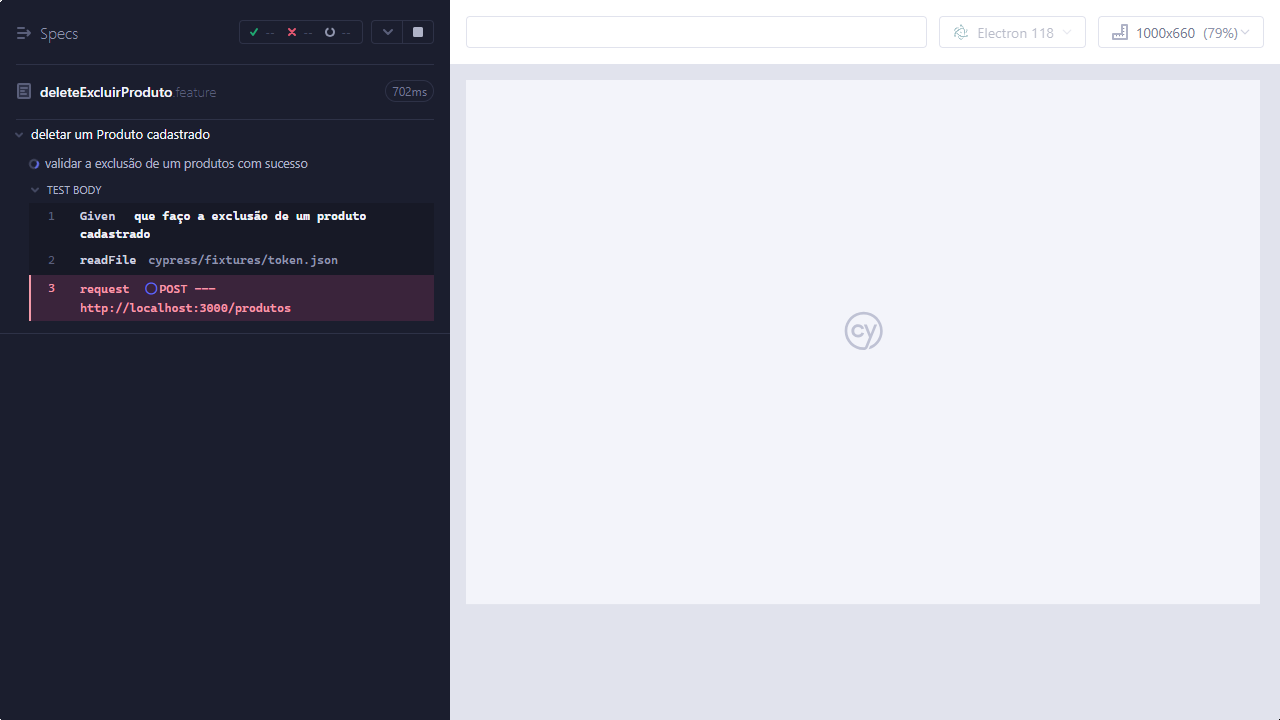 Specs
-- -- --
Electron 118
1000x660 (79%)
deleteExcluirProduto.feature
702ms
deletar um Produto cadastrado
validar a exclusão de um produtos com sucesso
TEST BODY
1 Given que faço a exclusão de um produto
cadastrado
2 readFile cypress/fixtures/token.json
3 request POST ---
http://localhost:3000/produtos
cy